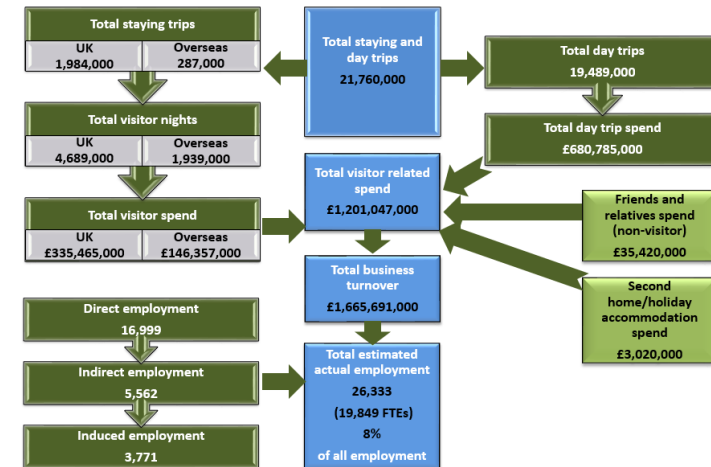 Total staying trips
UK
1,984,000
Overseas
287,000
Total visitor nights
UK
4,689,000
Overseas
1,939,000
Total visitor spend
UK
£335,465,000
Overseas
£146,357,000
Direct employment
16,999
Indirect employment
5,562
Induced employment
3,771
Total staying and
day trips
21,760,000
Total visitor related
spend
£1,201,047,000
Total business
turnover
£1,665,691,000
Total estimated
actual employment
26,333
(19,849 FTEs)
8%
of all employment
Total day trips
19,489,000
Total day trip spend
£680,785,000
Friends and
relatives spend
(non-visitor)
£35,420,000
Second
home/holiday
accommodation
spend
£3,020,000